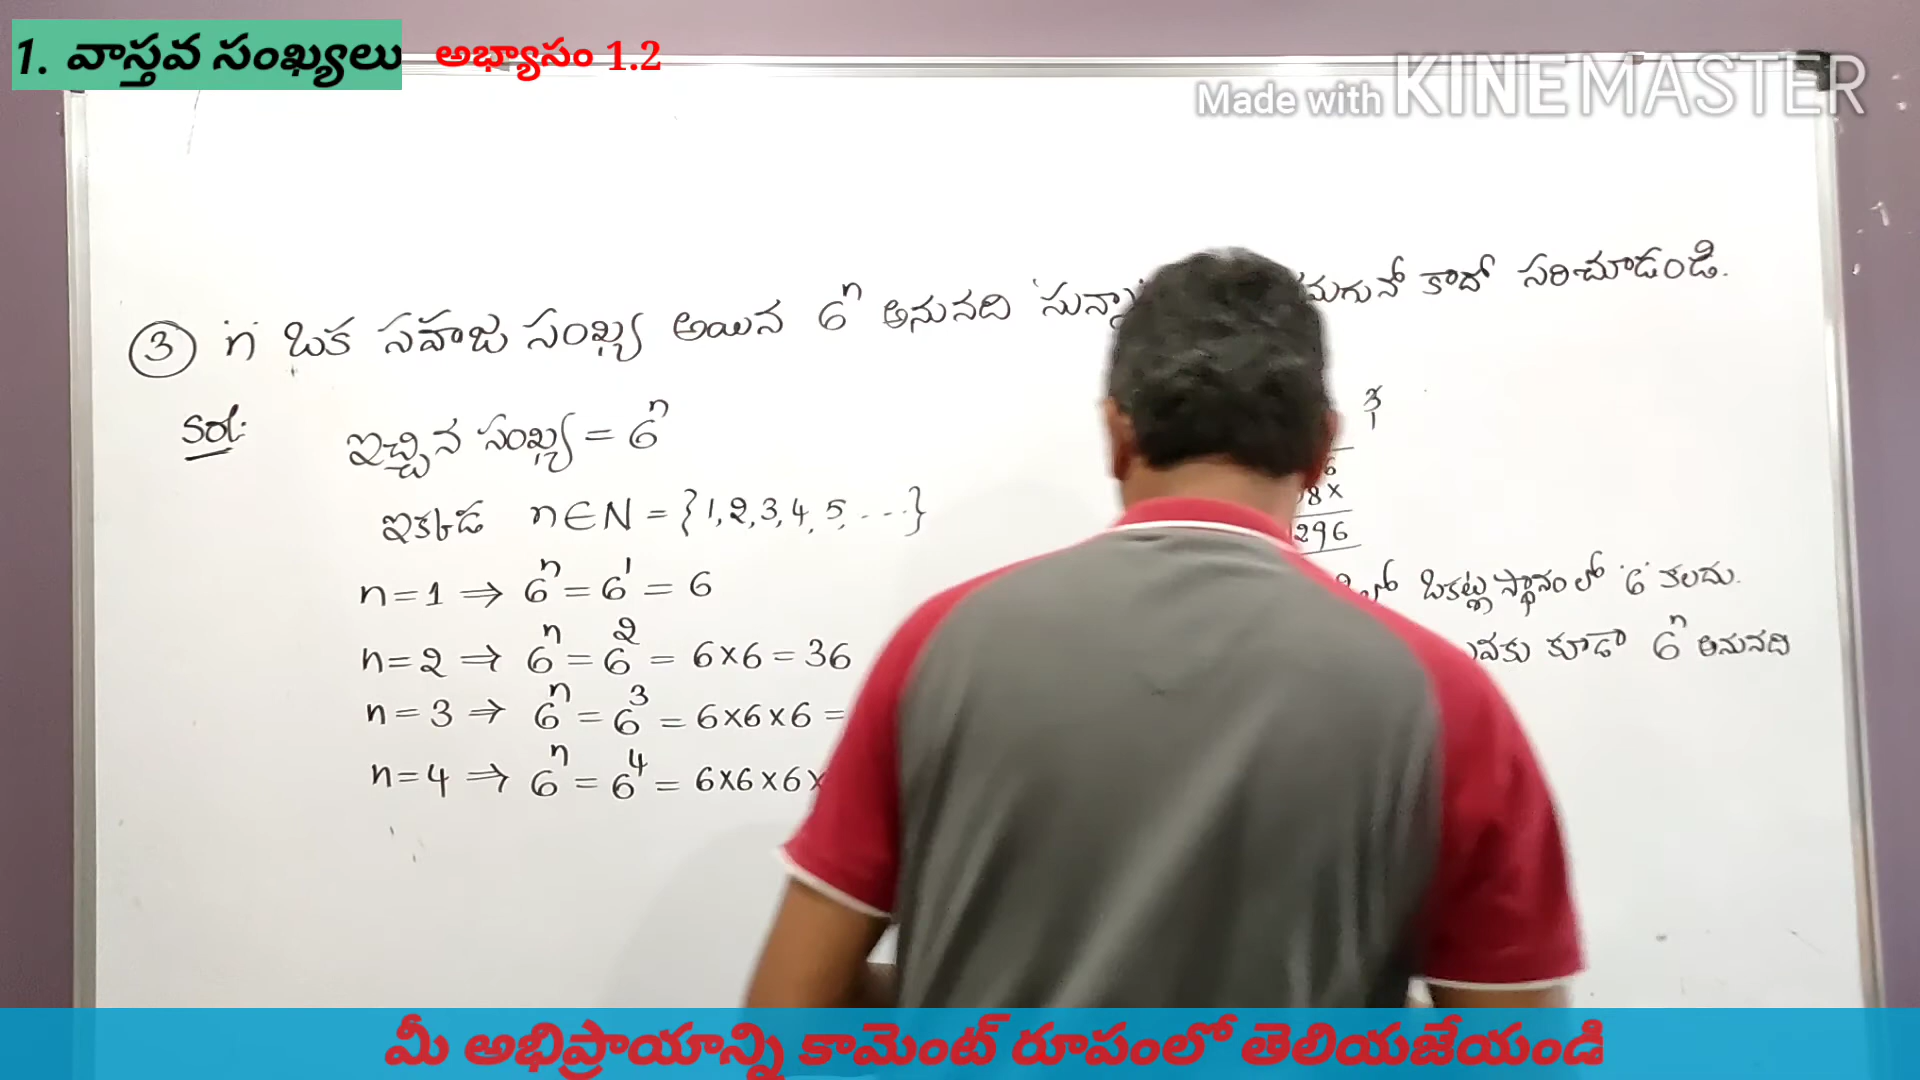 1. వాస్తవ సంఖ్యలు అభ్యాసం 1.2
Made with KINEMASTER
③ 'n' ఒక సహజ సంఖ్య అయిన 6ⁿ అనునది 'సున్నా కాదో సరిచూడండి.
Sol:
ఇచ్చిన సంఖ్య = 6ⁿ
ఇక్కడ n∈N = {1,2,3,4,5,...}
n=1 ⇒ 6ⁿ = 6¹ = 6
n=2 ⇒ 6ⁿ = 6² = 6×6 = 36
n=3 ⇒ 6ⁿ = 6³ = 6×6×6 =
n=4 ⇒ 6ⁿ = 6⁴ = 6×6×6×
6
8×
1296
ఒకట్ల స్థానంలో '6' కలదు.
కూడా 6ⁿ అనునది
మీ అభిప్రాయాన్ని కామెంట్ రూపంలో తెలియజేయండి